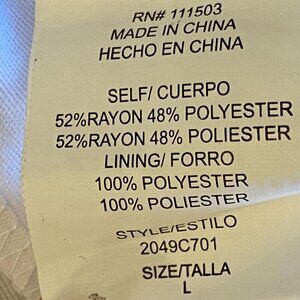 RN# 111503
MADE IN CHINA
HECHO EN CHINA
SELF/ CUERPO
52%RAYON 48% POLYESTER
52%RAYON 48% POLIESTER
LINING/ FORRO
100% POLYESTER
100% POLIESTER
STYLE/ESTILO
2049C701
SIZE/TALLA
L